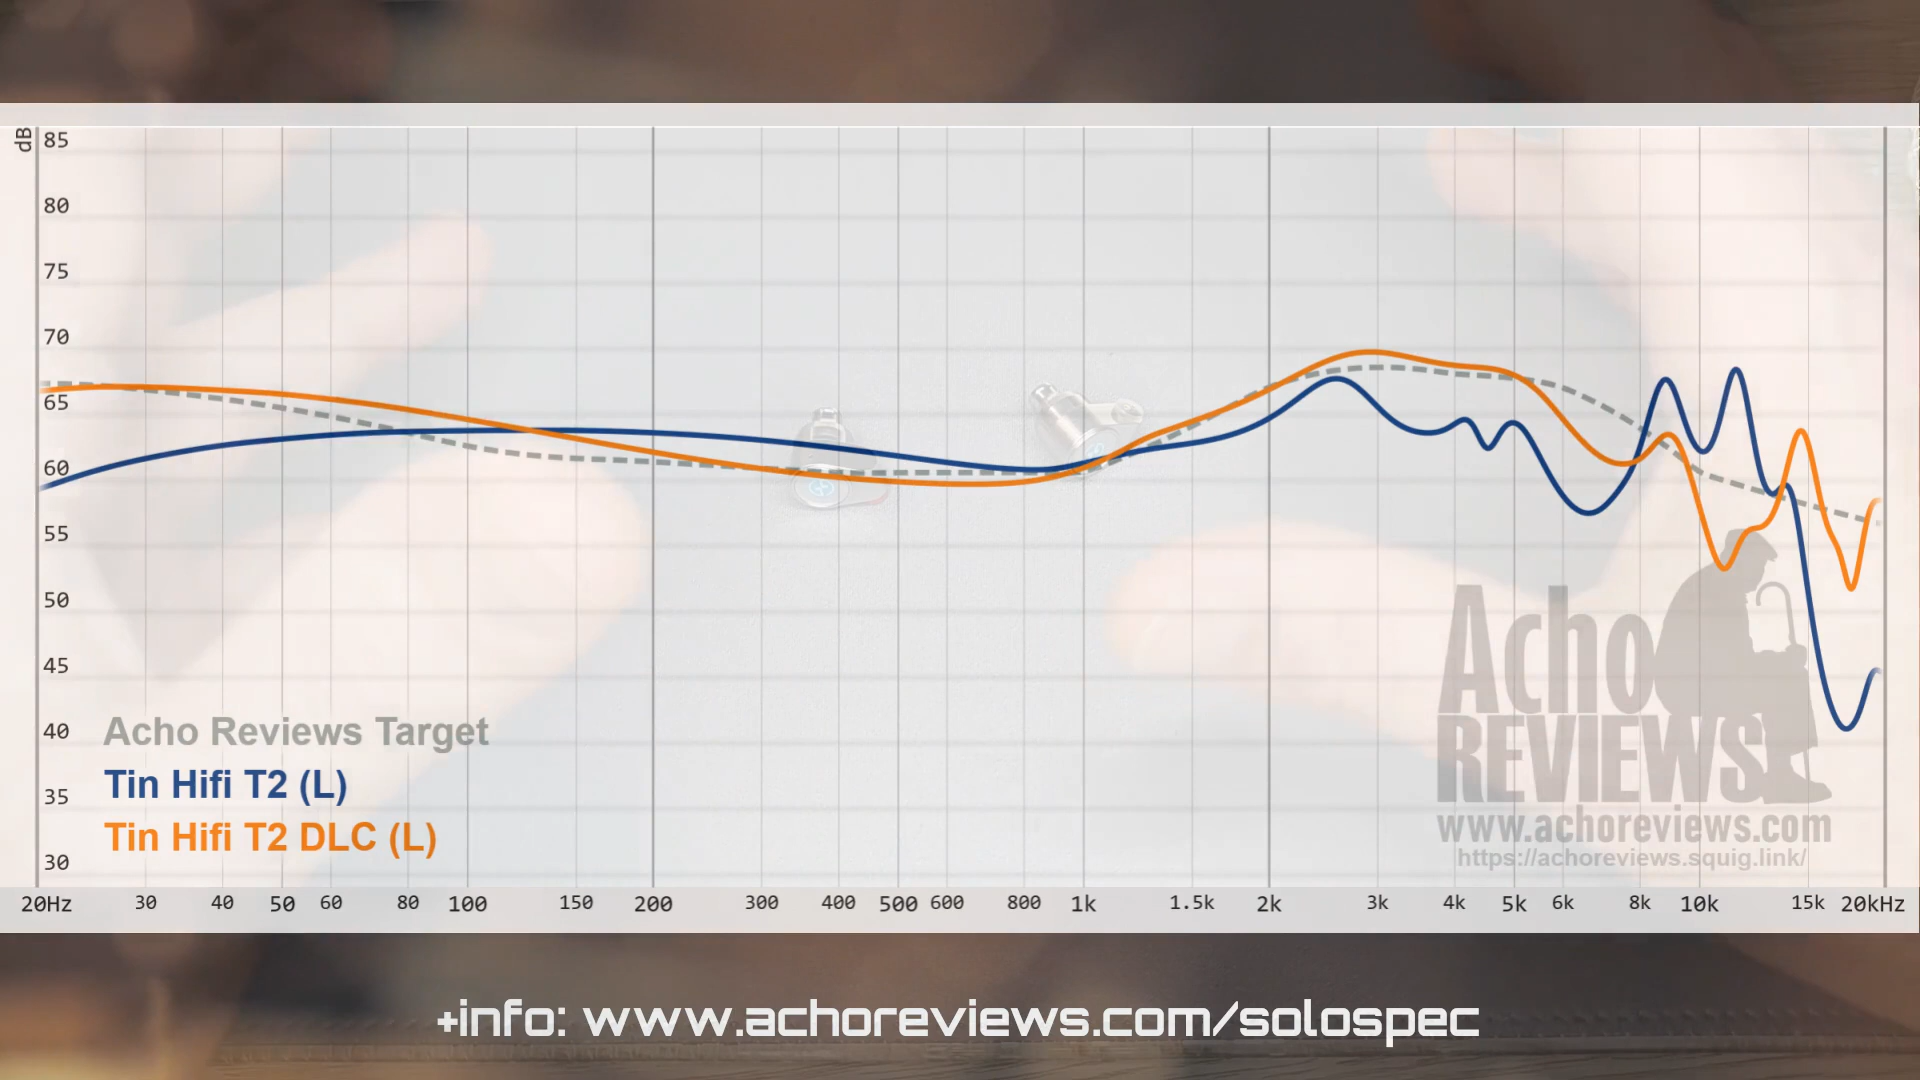 dB
85
80
75
70
65
60
55
50
45
40
35
30
Acho Reviews Target
Tin Hifi T2 (L)
Tin Hifi T2 DLC (L)
Acho
REVIEWS
www.achoreviews.com
https://achoreviews.squig.link/
20Hz 30 40 50 60 80 100 150 200 300 400 500 600 800 1k 1.5k 2k 3k 4k 5k 6k 8k 10k 15k 20kHz
+info: www.achoreviews.com/solospec